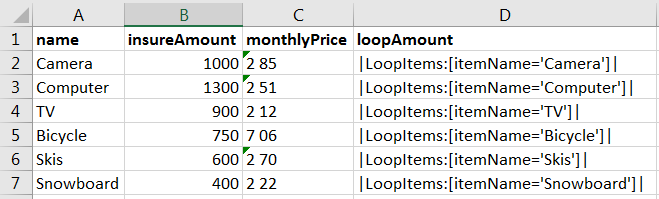 A B C D
1 name insureAmount monthlyPrice loopAmount
2 Camera 1000 2 85 |LoopItems:[itemName='Camera']|
3 Computer 1300 2 51 |LoopItems:[itemName='Computer']|
4 TV 900 2 12 |LoopItems:[itemName='TV']|
5 Bicycle 750 7 06 |LoopItems:[itemName='Bicycle']|
6 Skis 600 2 70 |LoopItems:[itemName='Skis']|
7 Snowboard 400 2 22 |LoopItems:[itemName='Snowboard']|